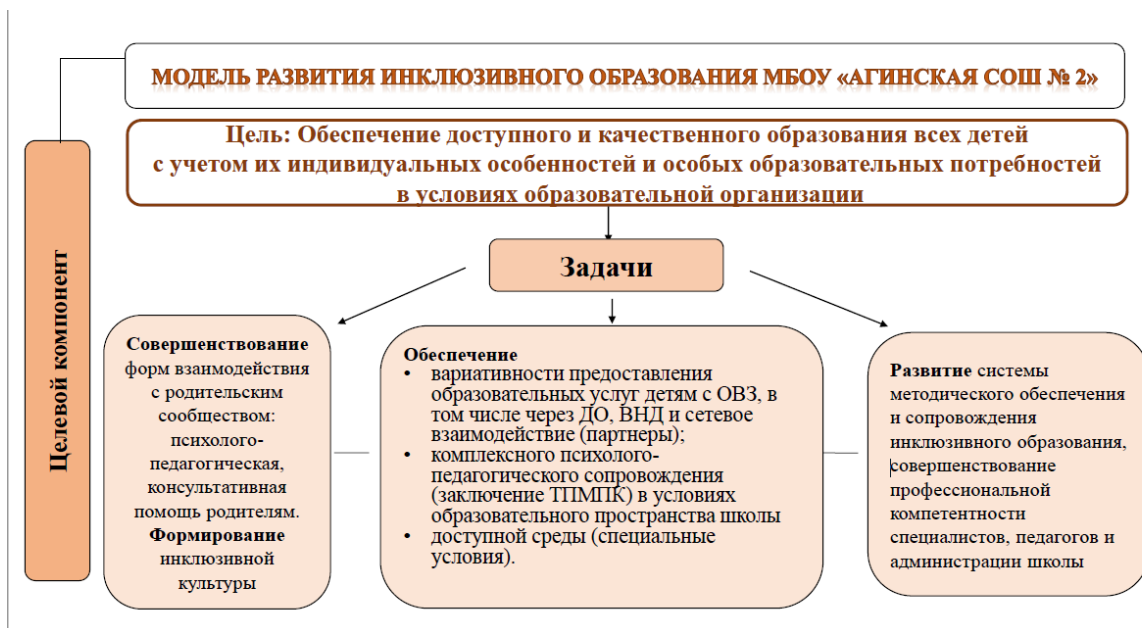 МОДЕЛЬ РАЗВИТИЯ ИНКЛЮЗИВНОГО ОБРАЗОВАНИЯ МБОУ «АГИНСКАЯ СОШ № 2»
Цель: Обеспечение доступного и качественного образования всех детей
с учетом их индивидуальных особенностей и особых образовательных потребностей
в условиях образовательной организации
Целевой компонент
Задачи
Совершенствование
форм взаимодействия
с родительским
сообществом:
психолого-
педагогическая,
консультативная
помощь родителям.
Формирование
инклюзивной
культуры
Обеспечение
• вариативности предоставления
образовательных услуг детям с ОВЗ, в
том числе через ДО, ВНД и сетевое
взаимодействие (партнеры);
• комплексного психолого-
педагогического сопровождения
(заключение ТПМПК) в условиях
образовательного пространства школы
• доступной среды (специальные
условия).
Развитие системы
методического обеспечения
и сопровождения
инклюзивного образования,
совершенствование
профессиональной
компетентности
специалистов, педагогов и
администрации школы